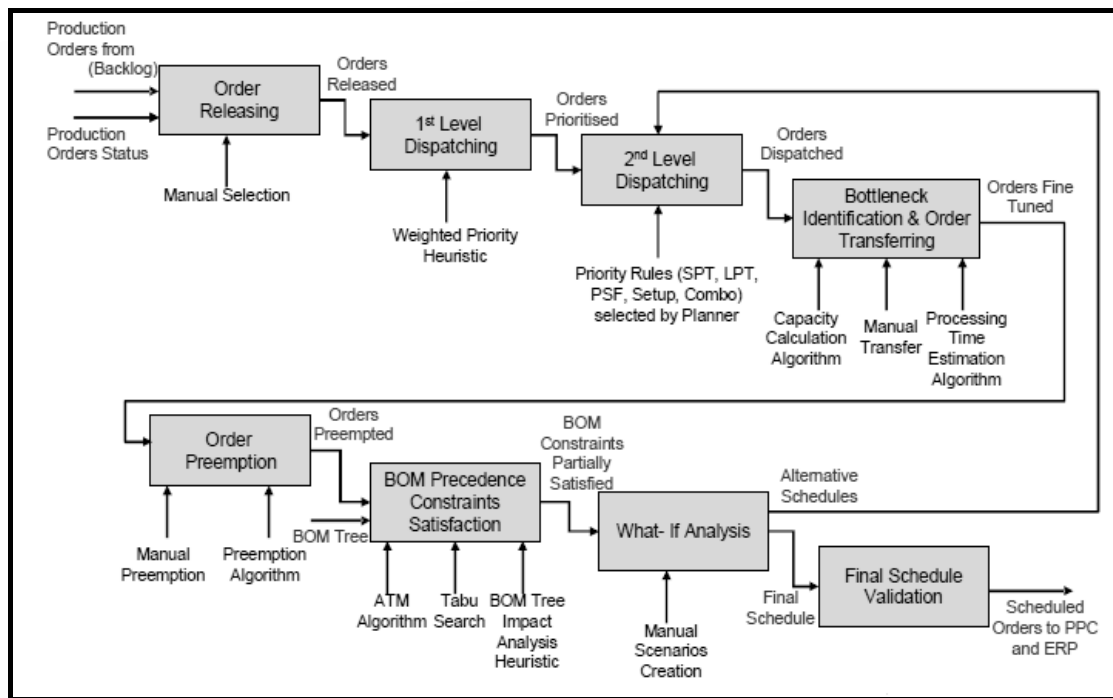 Production
Orders from
(Backlog)
Production
Orders Status
Order
Releasing
Manual Selection
Orders
Released
1st Level
Dispatching
Weighted Priority
Heuristic
Orders
Prioritised
2nd Level
Dispatching
Priority Rules (SPT, LPT,
PSF, Setup, Combo)
selected by Planner
Orders
Dispatched
Bottleneck
Identification & Order
Transferring
Capacity
Calculation
Algorithm
Manual
Transfer
Processing
Time
Estimation
Algorithm
Orders Fine
Tuned
Order
Preemption
Manual
Preemption
Preemption
Algorithm
Orders
Preempted
BOM Tree
BOM Precedence
Constraints
Satisfaction
ATM
Algorithm
Tabu
Search
BOM Tree
Impact
Analysis
Heuristic
BOM
Constraints
Partially
Satisfied
What- If Analysis
Manual
Scenarios
Creation
Alternative
Schedules
Final
Schedule
Final Schedule
Validation
Scheduled
Orders to PPC
and ERP